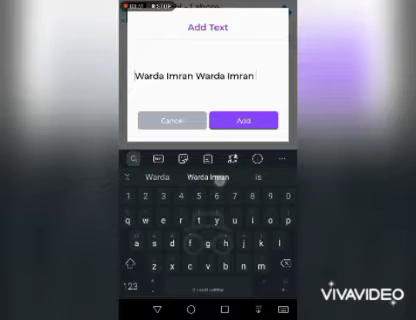 Add Text
Warda Imran Warda Imran
Cancel
Add
GIF
Warda Warda Imran is
1 2 3 4 5 6 7 8 9 0
q w e r t y u i o p
a s d f g h j k l
z x c v b n m
123
VIVAVIDEO